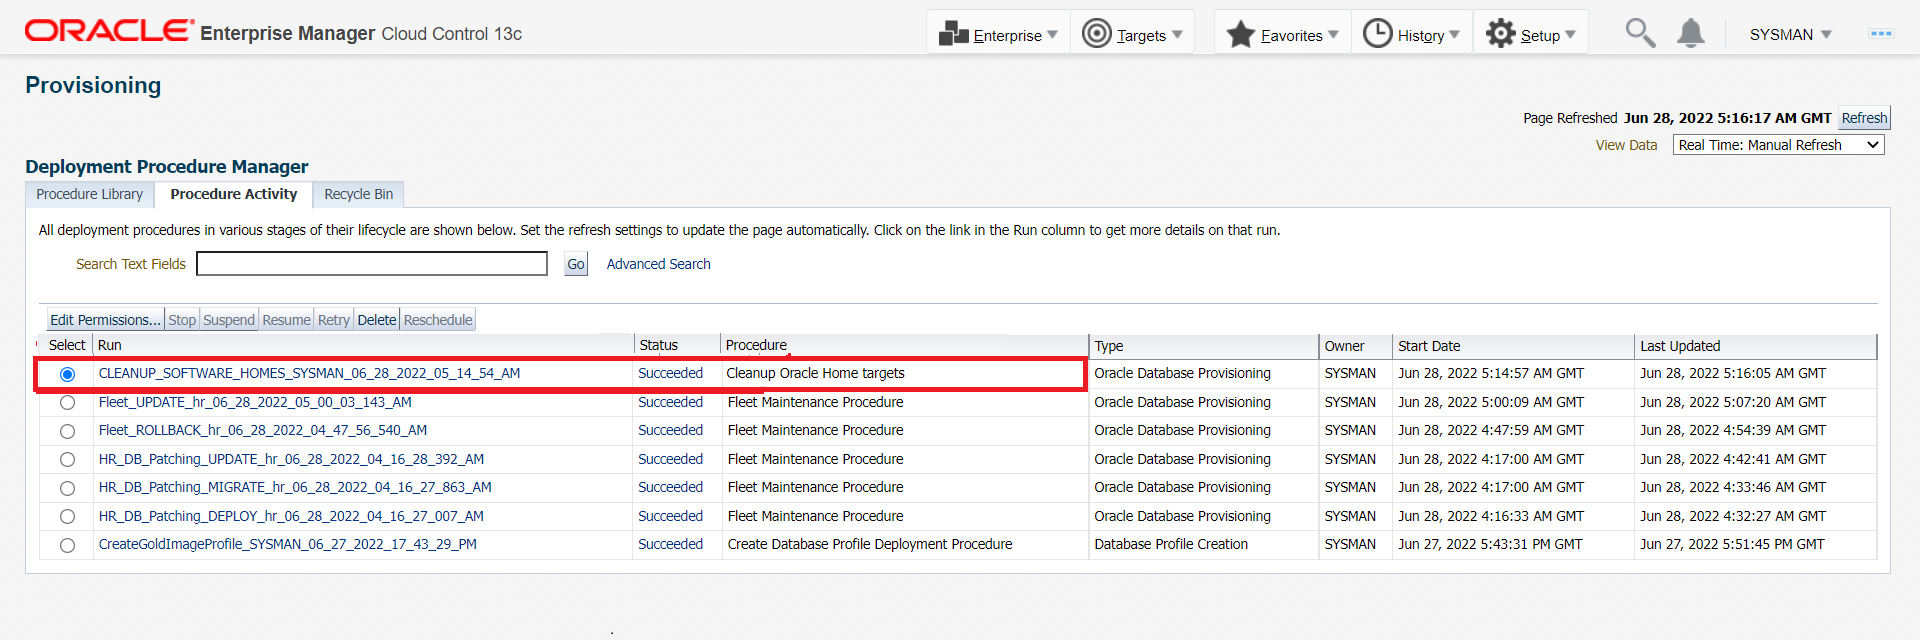 ORACLE Enterprise Manager Cloud Control 13c Enterprise Targets Favorites History Setup SYSMAN
Provisioning
Page Refreshed Jun 28, 2022 5:16:17 AM GMT Refresh
View Data Real Time: Manual Refresh
Deployment Procedure Manager
Procedure Library Procedure Activity Recycle Bin
All deployment procedures in various stages of their lifecycle are shown below. Set the refresh settings to update the page automatically. Click on the link in the Run column to get more details on that run.
Search Text Fields Go Advanced Search
Edit Permissions... Stop Suspend Resume Retry Delete Reschedule
Select Run Status Procedure Type Owner Start Date Last Updated
CLEANUP_SOFTWARE_HOMES_SYSMAN_06_28_2022_05_14_54_AM Succeeded Cleanup Oracle Home targets Oracle Database Provisioning SYSMAN Jun 28, 2022 5:14:57 AM GMT Jun 28, 2022 5:16:05 AM GMT
Fleet_UPDATE_hr_06_28_2022_05_00_03_143_AM Succeeded Fleet Maintenance Procedure Oracle Database Provisioning SYSMAN Jun 28, 2022 5:00:09 AM GMT Jun 28, 2022 5:07:20 AM GMT
Fleet_ROLLBACK_hr_06_28_2022_04_47_56_540_AM Succeeded Fleet Maintenance Procedure Oracle Database Provisioning SYSMAN Jun 28, 2022 4:47:59 AM GMT Jun 28, 2022 4:54:39 AM GMT
HR_DB_Patching_UPDATE_hr_06_28_2022_04_16_28_392_AM Succeeded Fleet Maintenance Procedure Oracle Database Provisioning SYSMAN Jun 28, 2022 4:17:00 AM GMT Jun 28, 2022 4:42:41 AM GMT
HR_DB_Patching_MIGRATE_hr_06_28_2022_04_16_27_863_AM Succeeded Fleet Maintenance Procedure Oracle Database Provisioning SYSMAN Jun 28, 2022 4:17:00 AM GMT Jun 28, 2022 4:33:46 AM GMT
HR_DB_Patching_DEPLOY_hr_06_28_2022_04_16_27_007_AM Succeeded Fleet Maintenance Procedure Oracle Database Provisioning SYSMAN Jun 28, 2022 4:16:33 AM GMT Jun 28, 2022 4:32:27 AM GMT
CreateGoldImageProfile_SYSMAN_06_27_2022_17_43_29_PM Succeeded Create Database Profile Deployment Procedure Database Profile Creation SYSMAN Jun 27, 2022 5:43:31 PM GMT Jun 27, 2022 5:51:45 PM GMT